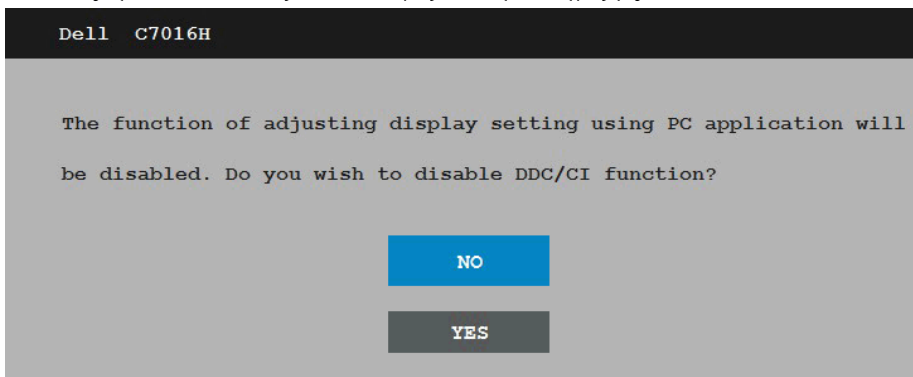 Dell C7016H
The function of adjusting display setting using PC application will
be disabled. Do you wish to disable DDC/CI function?
NO
YES